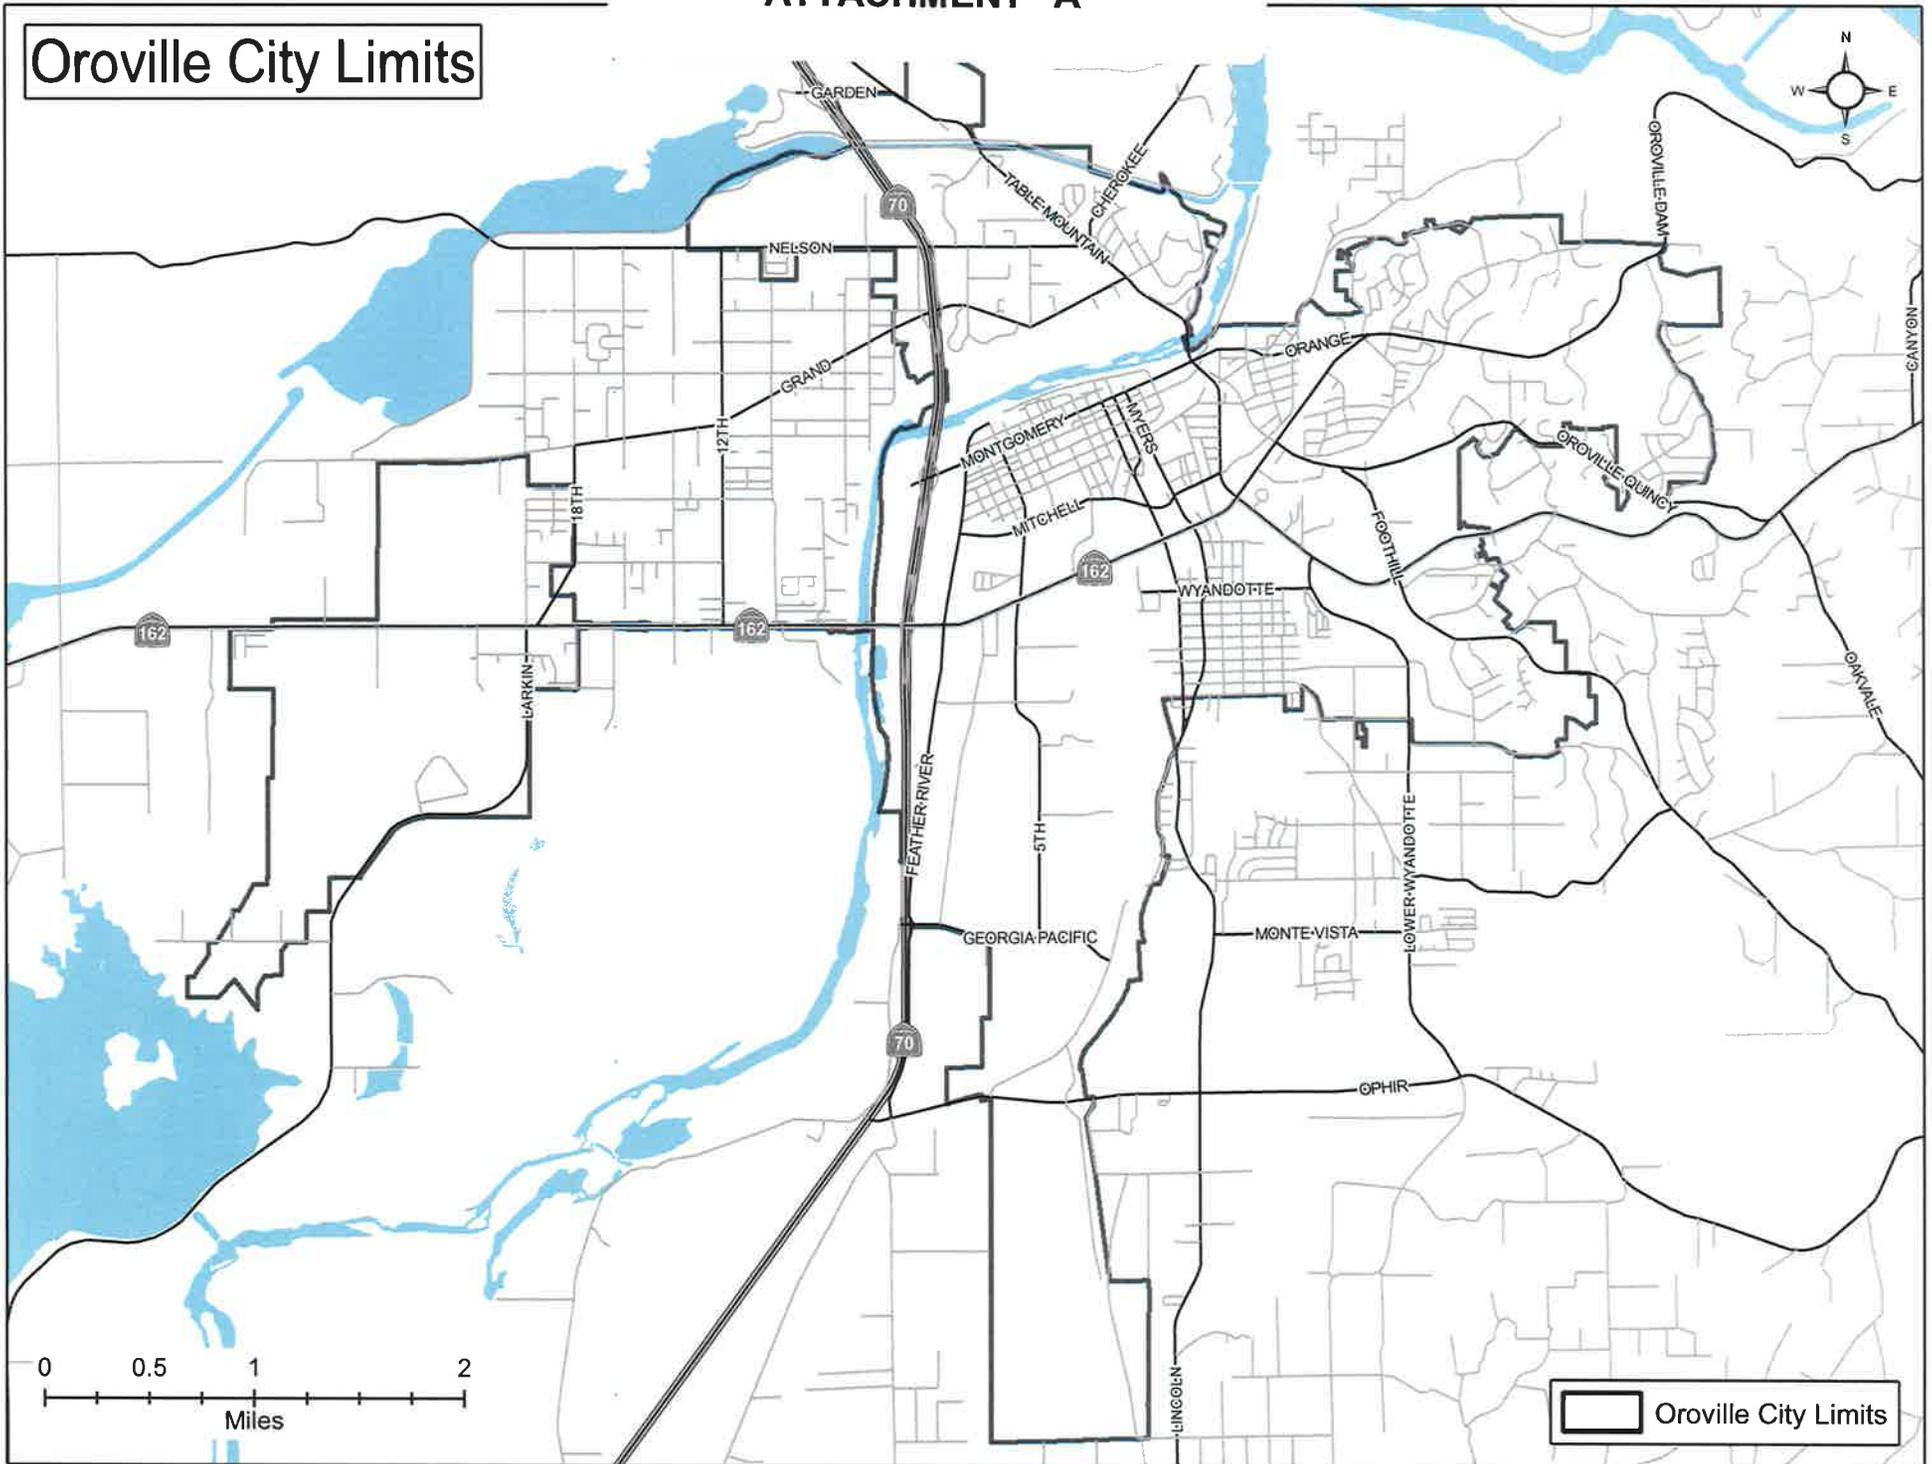 ATTACHMENT "A"
Oroville City Limits
N
W
E
S
GARDEN
CHEROKEE
OROVILLE-DAM
TABLE-MOUNTAIN
70
NELSON
ORANGE
CANYON
GRAND
12TH
MONTGOMERY
MYERS
OROVILLE-QUINCY
18TH
MITCHELL
FOOTHILL
162
WYANDOTTE
162
162
LARKIN
OAKVALE
FEATHER-RIVER
5TH
LOWER-WYANDOTTE
GEORGIA-PACIFIC
MONTE-VISTA
70
OPHIR
LINCOLN
0
0.5
1
2
Miles
Oroville City Limits